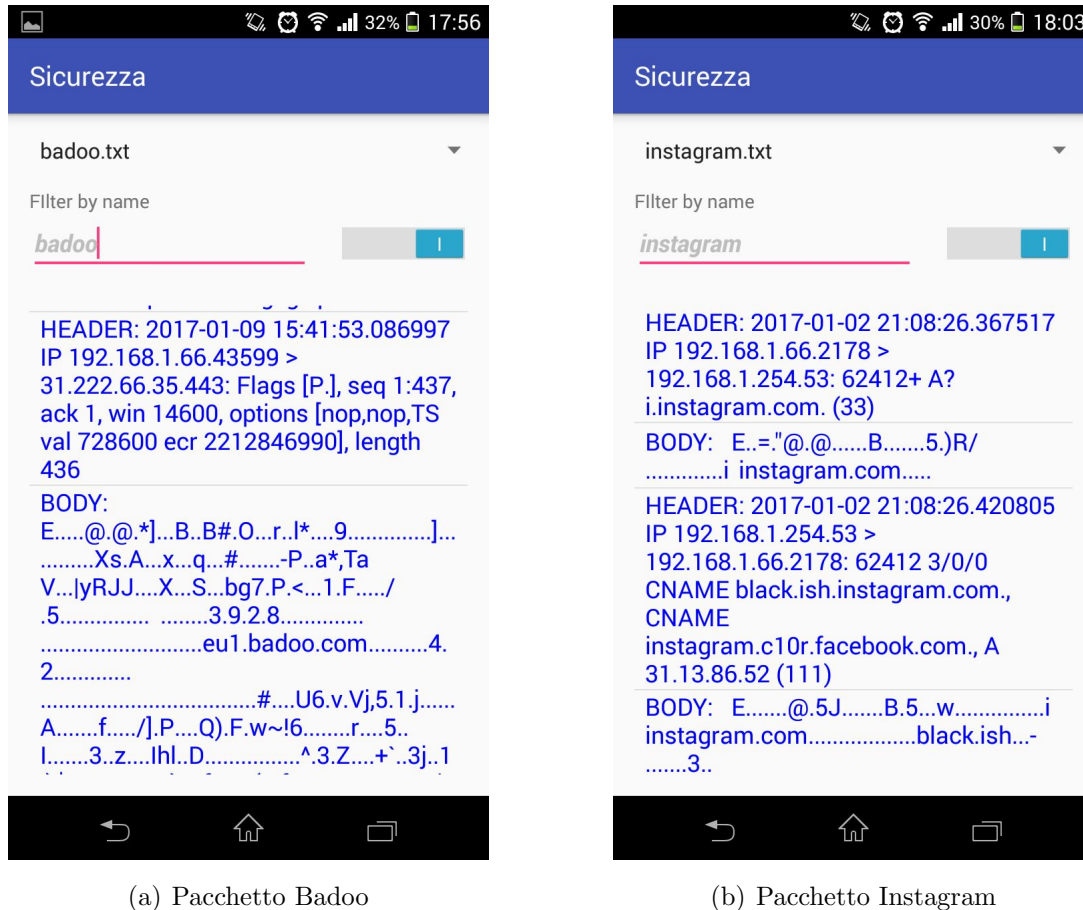 32% 17:56
Sicurezza
badoo.txt
FIlter by name
badoo
I
HEADER: 2017-01-09 15:41:53.086997
IP 192.168.1.66.43599 >
31.222.66.35.443: Flags [P.], seq 1:437,
ack 1, win 14600, options [nop,nop,TS
val 728600 ecr 2212846990], length
436
BODY:
E.....@.@.*]...B..B#.O...r..l*....9..............]...
.........Xs.A...x...q...#.......-P..a*,Ta
V...|yRJJ....X...S...bg7.P.<...1.F...../
.5............... ........3.9.2.8..............
...........................eu1.badoo.com..........4.
2.............
....................................#....U6.v.Vj,5.1.j......
A......f..../].P....Q).F.w~!6........r....5..
I......3..z....Ihl..D................^.3.Z....+`..3j..1
(a) Pacchetto Badoo
30% 18:03
Sicurezza
instagram.txt
FIlter by name
instagram
I
HEADER: 2017-01-02 21:08:26.367517
IP 192.168.1.66.2178 >
192.168.1.254.53: 62412+ A?
i.instagram.com. (33)
BODY: E..=."@.@......B.......5.)R/
.............i instagram.com.....
HEADER: 2017-01-02 21:08:26.420805
IP 192.168.1.254.53 >
192.168.1.66.2178: 62412 3/0/0
CNAME black.ish.instagram.com.,
CNAME
instagram.c10r.facebook.com., A
31.13.86.52 (111)
BODY: E.......@.5J.......B.5...w...............i
instagram.com.................black.ish...-
.......3..
(b) Pacchetto Instagram